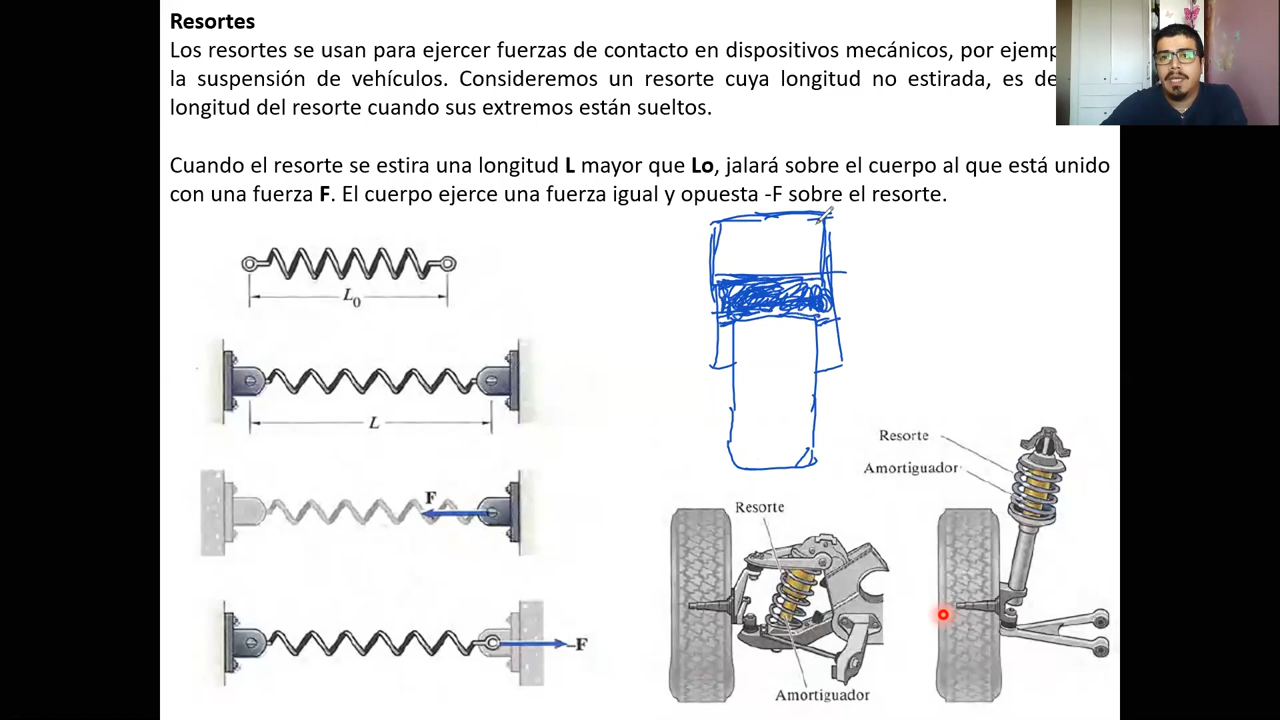 Resortes
Los resortes se usan para ejercer fuerzas de contacto en dispositivos mecánicos, por ejemp
la suspensión de vehículos. Consideremos un resorte cuya longitud no estirada, es de
longitud del resorte cuando sus extremos están sueltos.
Cuando el resorte se estira una longitud L mayor que Lo, jalará sobre el cuerpo al que está unido
con una fuerza F. El cuerpo ejerce una fuerza igual y opuesta -F sobre el resorte.
L0
L
F
–F
Resorte
Amortiguador
Resorte
Amortiguador